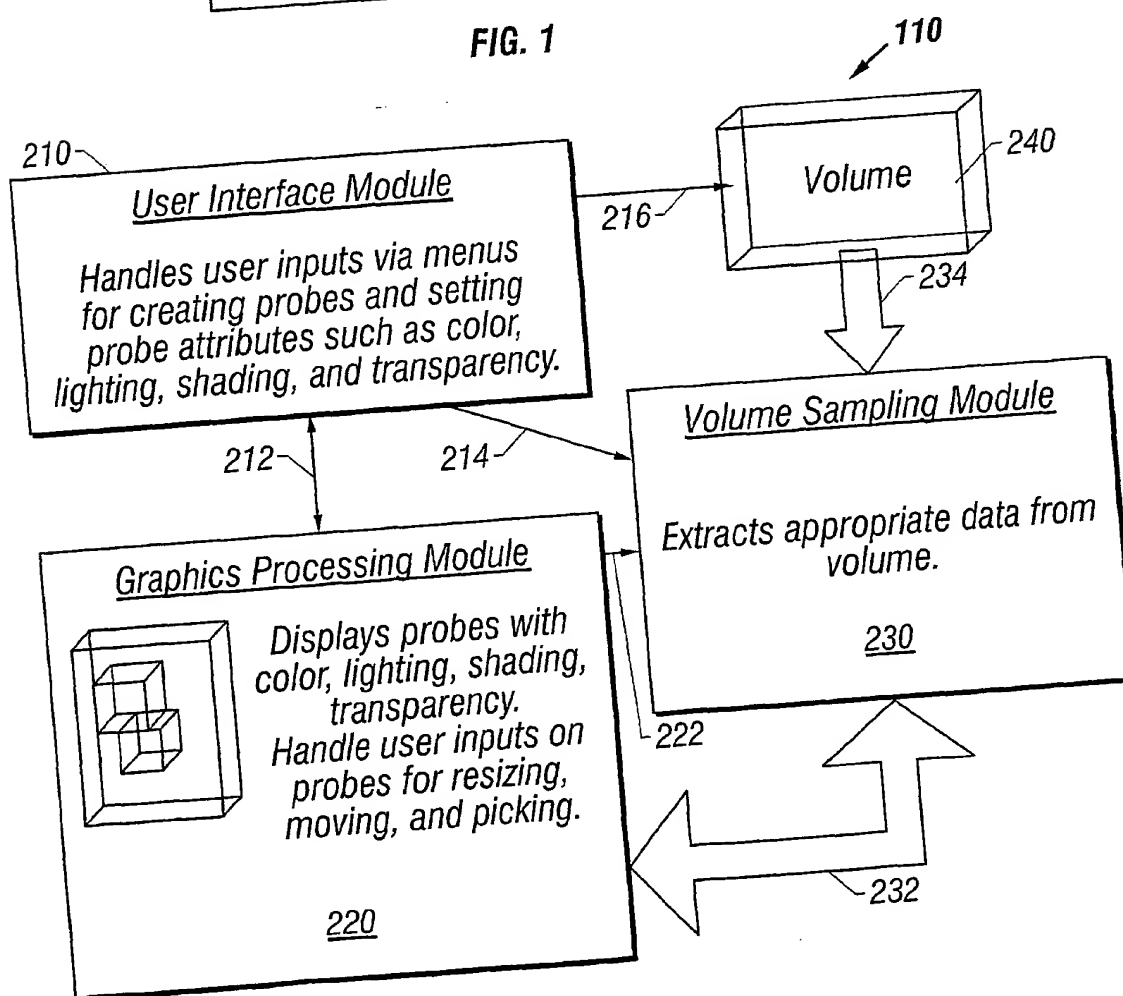 FIG. 1
110
210
User Interface Module
Handles user inputs via menus
for creating probes and setting
probe attributes such as color,
lighting, shading, and transparency.
216
Volume
240
234
212
214
Volume Sampling Module
Extracts appropriate data from
volume.
230
Graphics Processing Module
Displays probes with
color, lighting, shading,
transparency.
Handle user inputs on
probes for resizing,
moving, and picking.
220
222
232